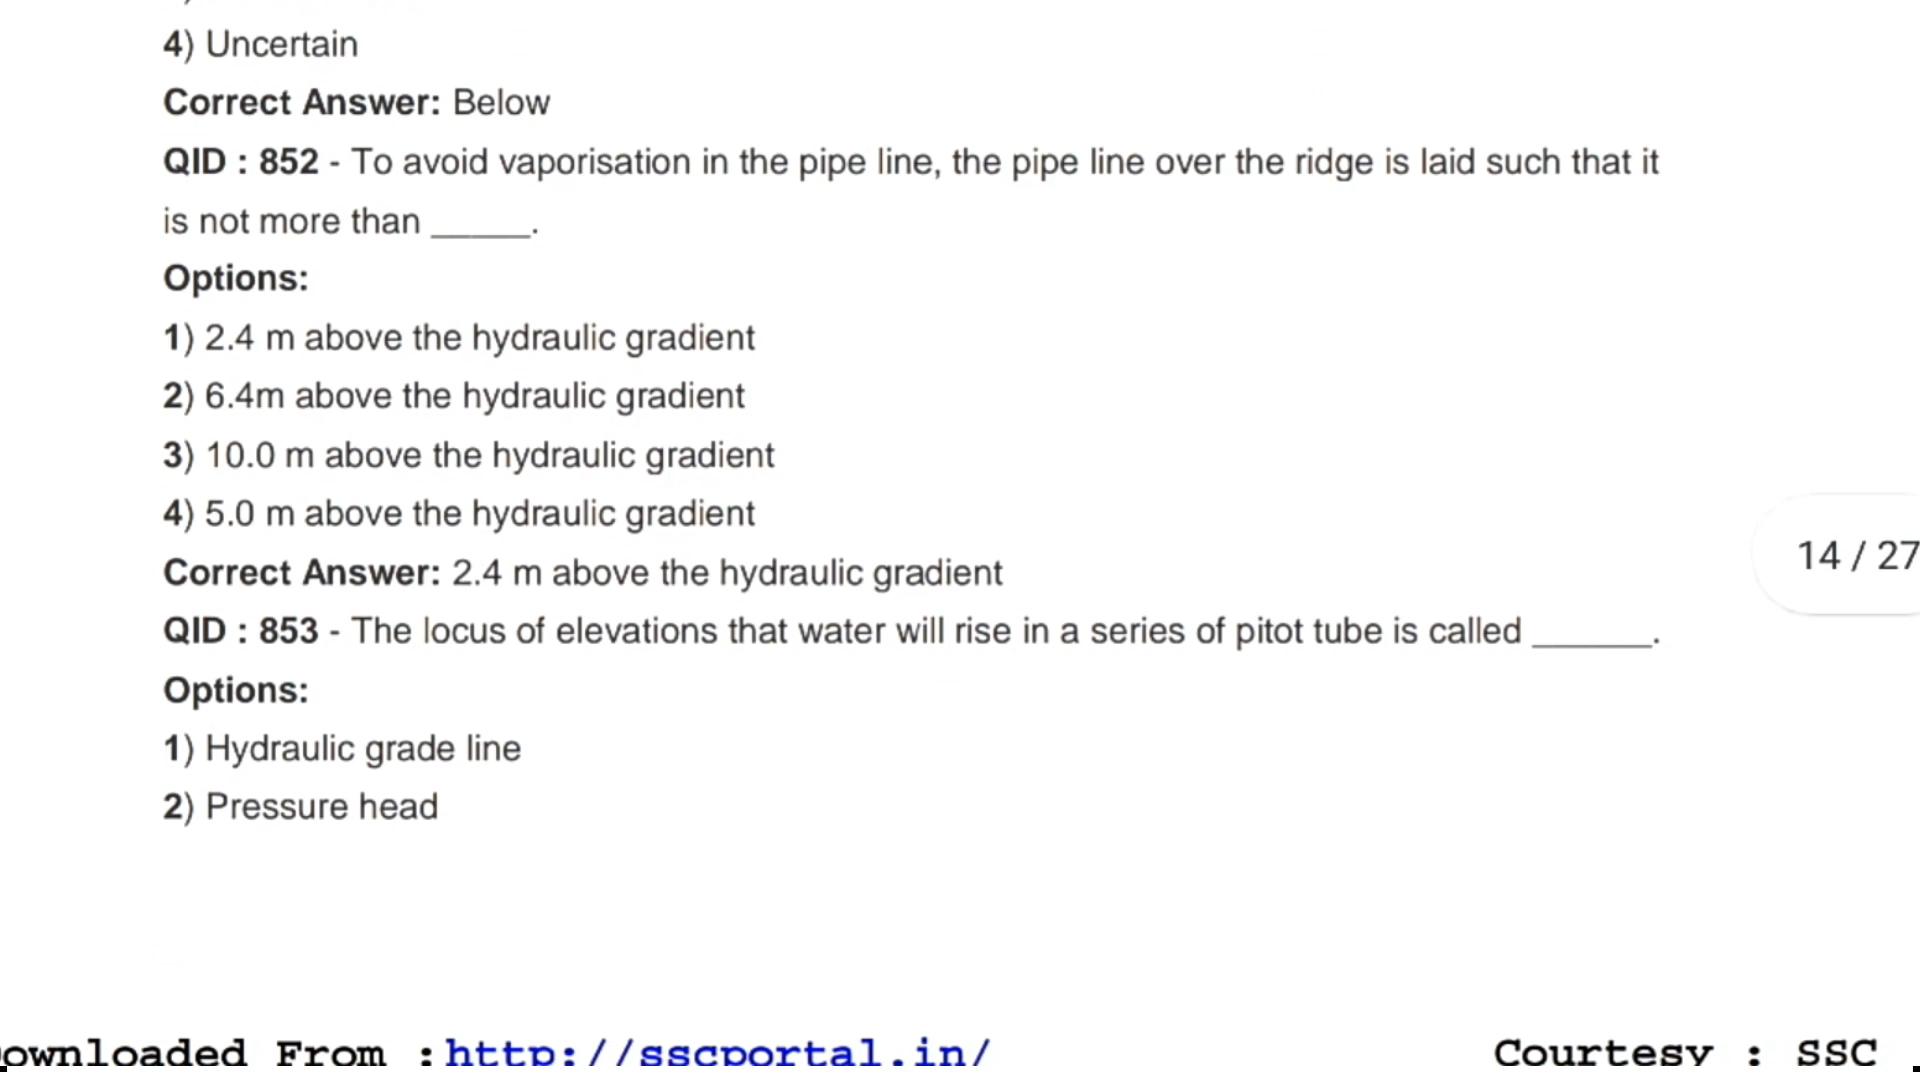 4) Uncertain
Correct Answer: Below
QID : 852 - To avoid vaporisation in the pipe line, the pipe line over the ridge is laid such that it
is not more than _____.
Options:
1) 2.4 m above the hydraulic gradient
2) 6.4m above the hydraulic gradient
3) 10.0 m above the hydraulic gradient
4) 5.0 m above the hydraulic gradient
Correct Answer: 2.4 m above the hydraulic gradient
14 / 27
QID : 853 - The locus of elevations that water will rise in a series of pitot tube is called ______.
Options:
1) Hydraulic grade line
2) Pressure head
ownloaded From : http://sscportal.in/ Courtesy : SSC